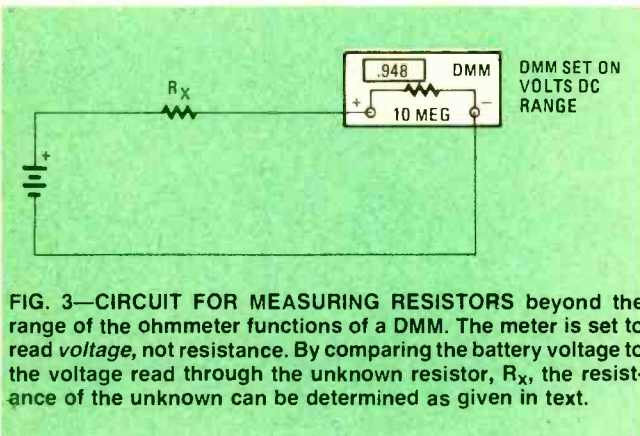 R X
.948 DMM
+ 10 MEG −
DMM SET ON
VOLTS DC
RANGE
+
FIG. 3—CIRCUIT FOR MEASURING RESISTORS beyond the
range of the ohmmeter functions of a DMM. The meter is set to
read voltage, not resistance. By comparing the battery voltage to
the voltage read through the unknown resistor, RX, the resist-
ance of the unknown can be determined as given in text.